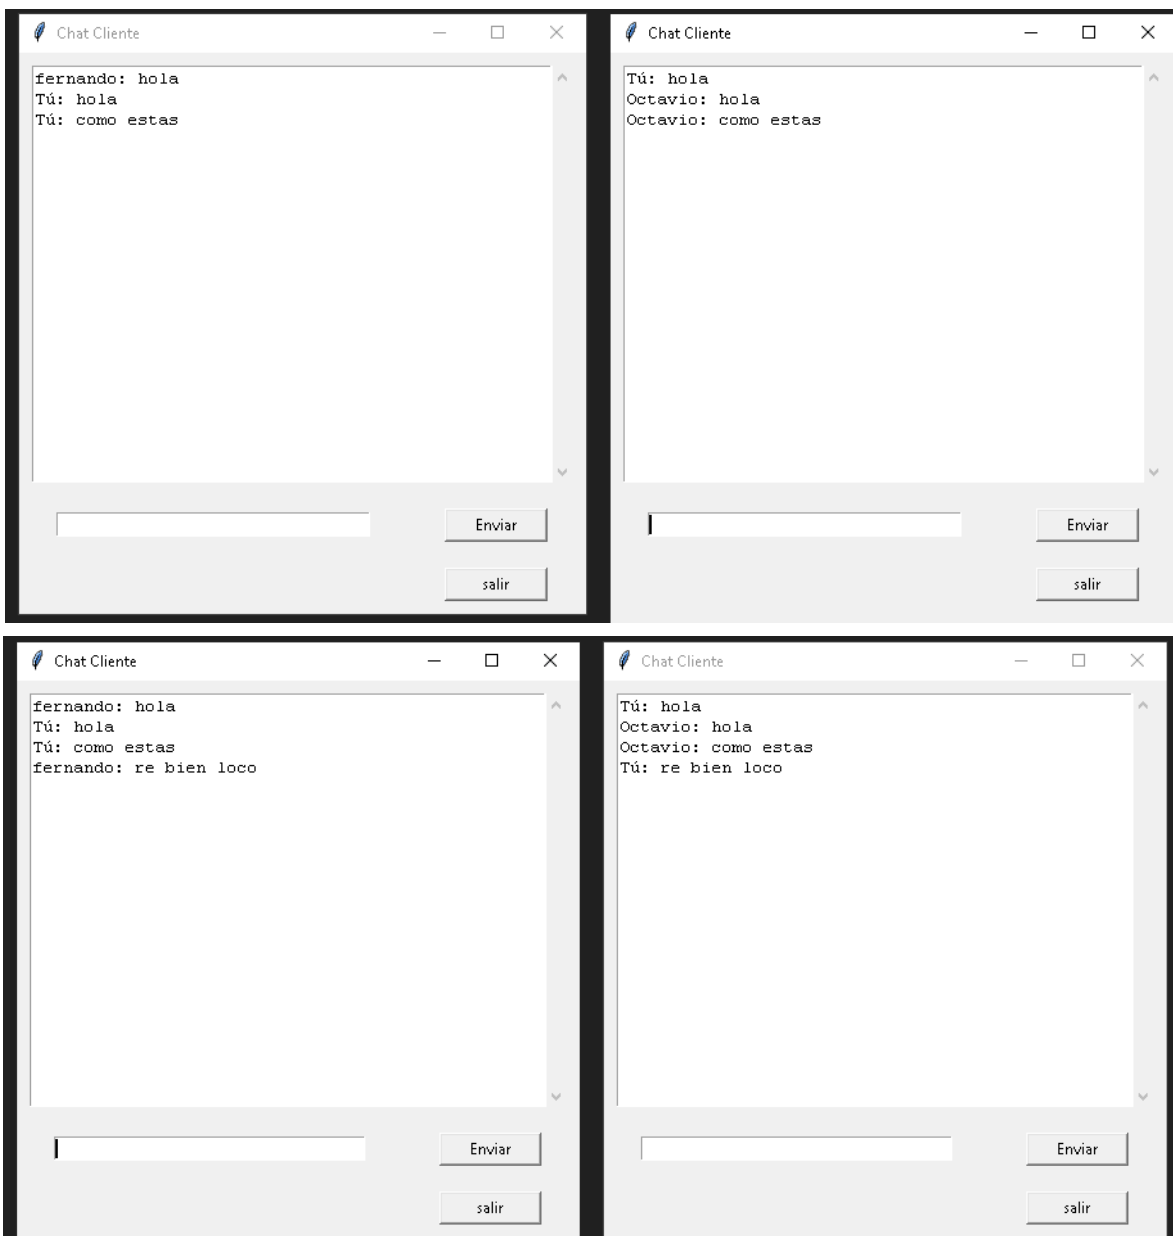 Chat Cliente
fernando: hola
Tú: hola
Tú: como estas
Enviar
salir
Chat Cliente
Tú: hola
Octavio: hola
Octavio: como estas
Enviar
salir
Chat Cliente
fernando: hola
Tú: hola
Tú: como estas
fernando: re bien loco
Enviar
salir
Chat Cliente
Tú: hola
Octavio: hola
Octavio: como estas
Tú: re bien loco
Enviar
salir